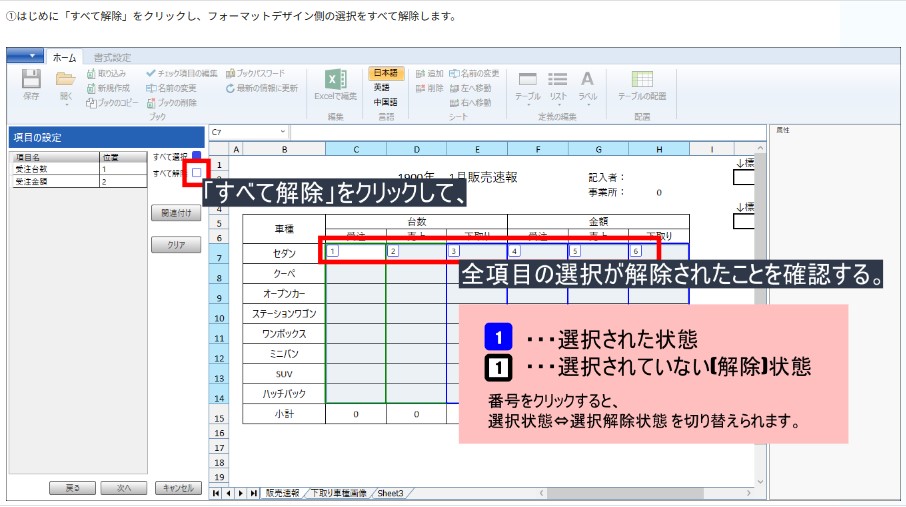 ①はじめに「すべて解除」をクリックし、フォーマットデザイン側の選択をすべて解除します。
ホーム 書式設定
保存 開く 取り込み 新規作成 ブックのコピー チェック項目の編集 名前の変更 ブックの削除 ブックパスワード 最新の情報に更新
ブック
Excelで編集
編集
日本語 英語 中国語
言語
追加 削除 名前の変更 左へ移動 右へ移動
シート
テーブル リスト ラベル
定義の編集
テーブルの配置
配置
項目の設定
項目名 位置
受注台数 1
受注金額 2
すべて選択
すべて解除
関連付け
クリア
戻る 次へ キャンセル
C7
属性
A B C D E F G H I
1900年 1月販売速報
記入者：
事業所： 0
↓標
↓標
車種 台数 金額
受注 売上 下取り 受注 売上 下取り
1 2 3 4 5 6
セダン
クーペ
オープンカー
ステーションワゴン
ワンボックス
ミニバン
SUV
ハッチバック
小計 0 0
1
4
5
6
7
8
9
10
11
12
13
14
15
16
17
18
19
販売速報 下取り車種画像 Sheet3
「すべて解除」をクリックして、
全項目の選択が解除されたことを確認する。
1 ・・・選択された状態
1 ・・・選択されていない(解除)状態
番号をクリックすると、
選択状態⇔選択解除状態 を切り替えられます。